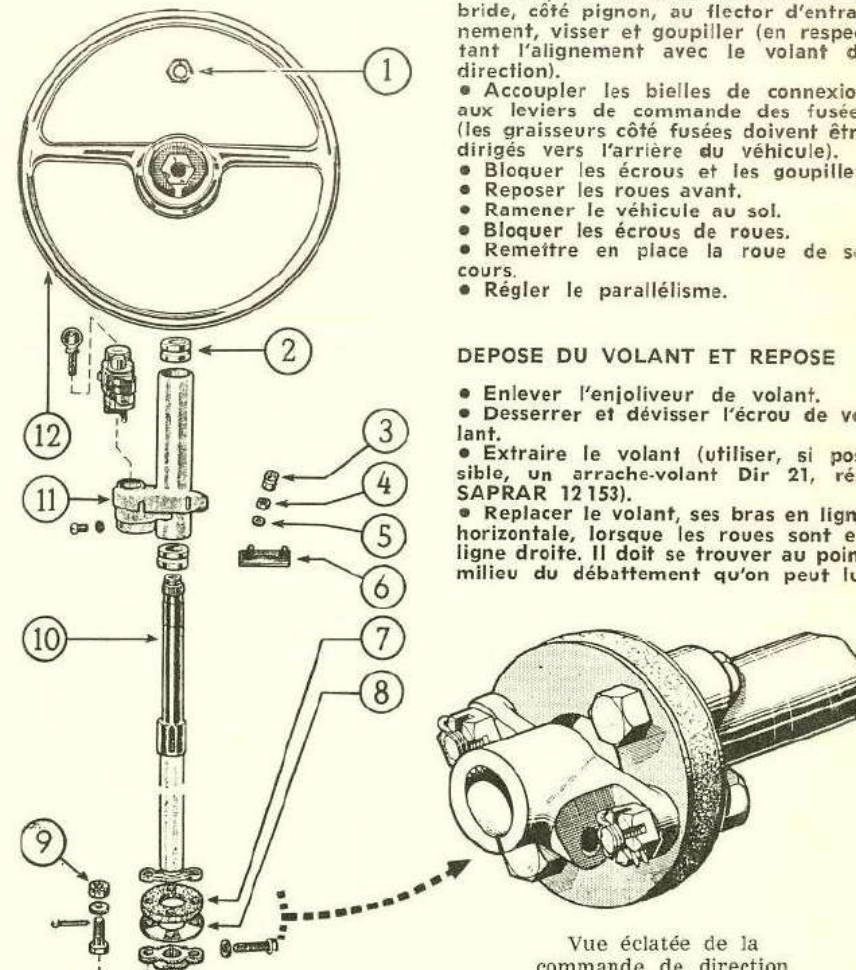 bride, côté pignon, au flector d'entra
nement, visser et goupiller (en respec
tant l'alignement avec le volant d
direction).
• Accoupler les bielles de connexio
aux leviers de commande des fusée
(les graisseurs côté fusées doivent êtr
dirigés vers l'arrière du véhicule).
• Bloquer les écrous et les goupille
• Reposer les roues avant.
• Ramener le véhicule au sol.
• Bloquer les écrous de roues.
• Remettre en place la roue de se
cours.
• Régler le parallélisme.
DEPOSE DU VOLANT ET REPOSE
• Enlever l'enjoliveur de volant.
• Desserrer et dévisser l'écrou de vo
lant.
• Extraire le volant (utiliser, si pos
sible, un arrache-volant Dir 21, ré
SAPRAR 12 153).
• Replacer le volant, ses bras en lign
horizontale, lorsque les roues sont e
ligne droite. Il doit se trouver au poin
milieu du débattement qu'on peut lu
1
2
12
3
4
11
5
6
10
7
8
9
Vue éclatée de la
commande de direction